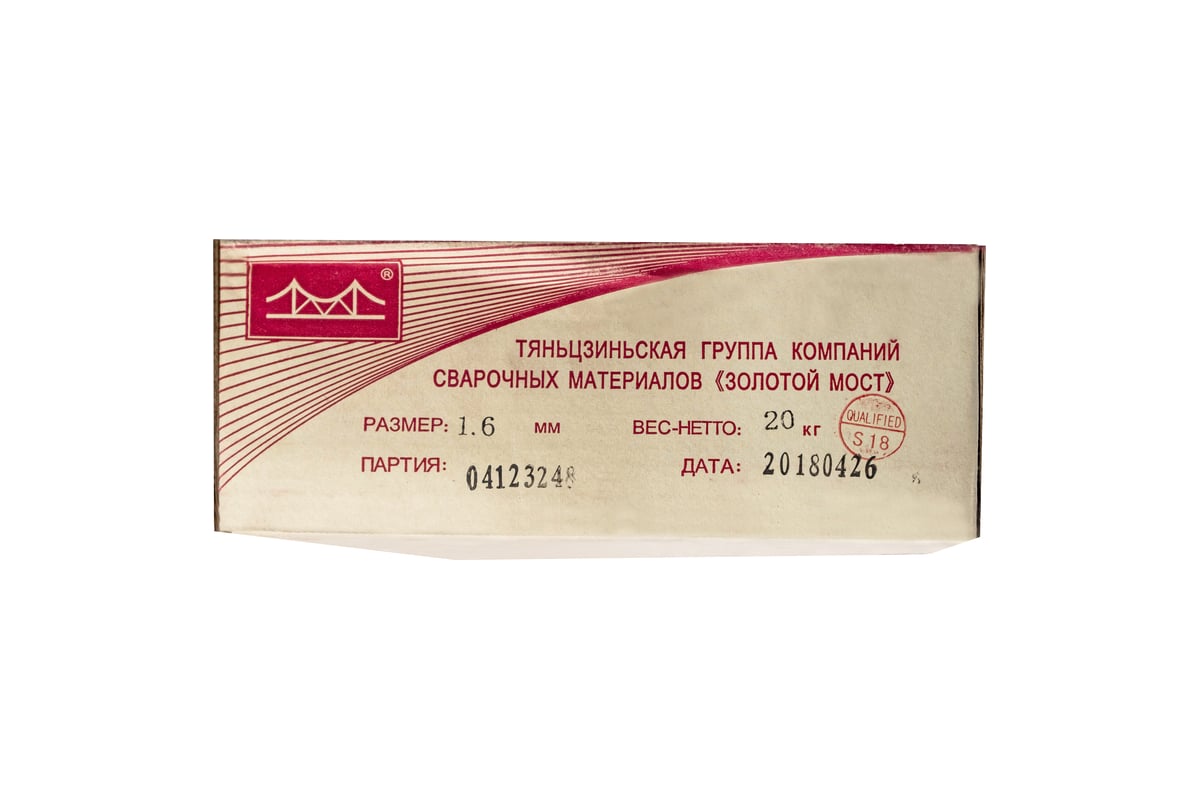 ®
ТЯНЬЦЗИНЬСКАЯ ГРУППА КОМПАНИЙ
СВАРОЧНЫХ МАТЕРИАЛОВ 《ЗОЛОТОЙ МОСТ》
РАЗМЕР: 1.6 мм ВЕС-НЕТТО: 20 кг
QUALIFIED
S.18
ПАРТИЯ: 04123248 ДАТА: 20180426